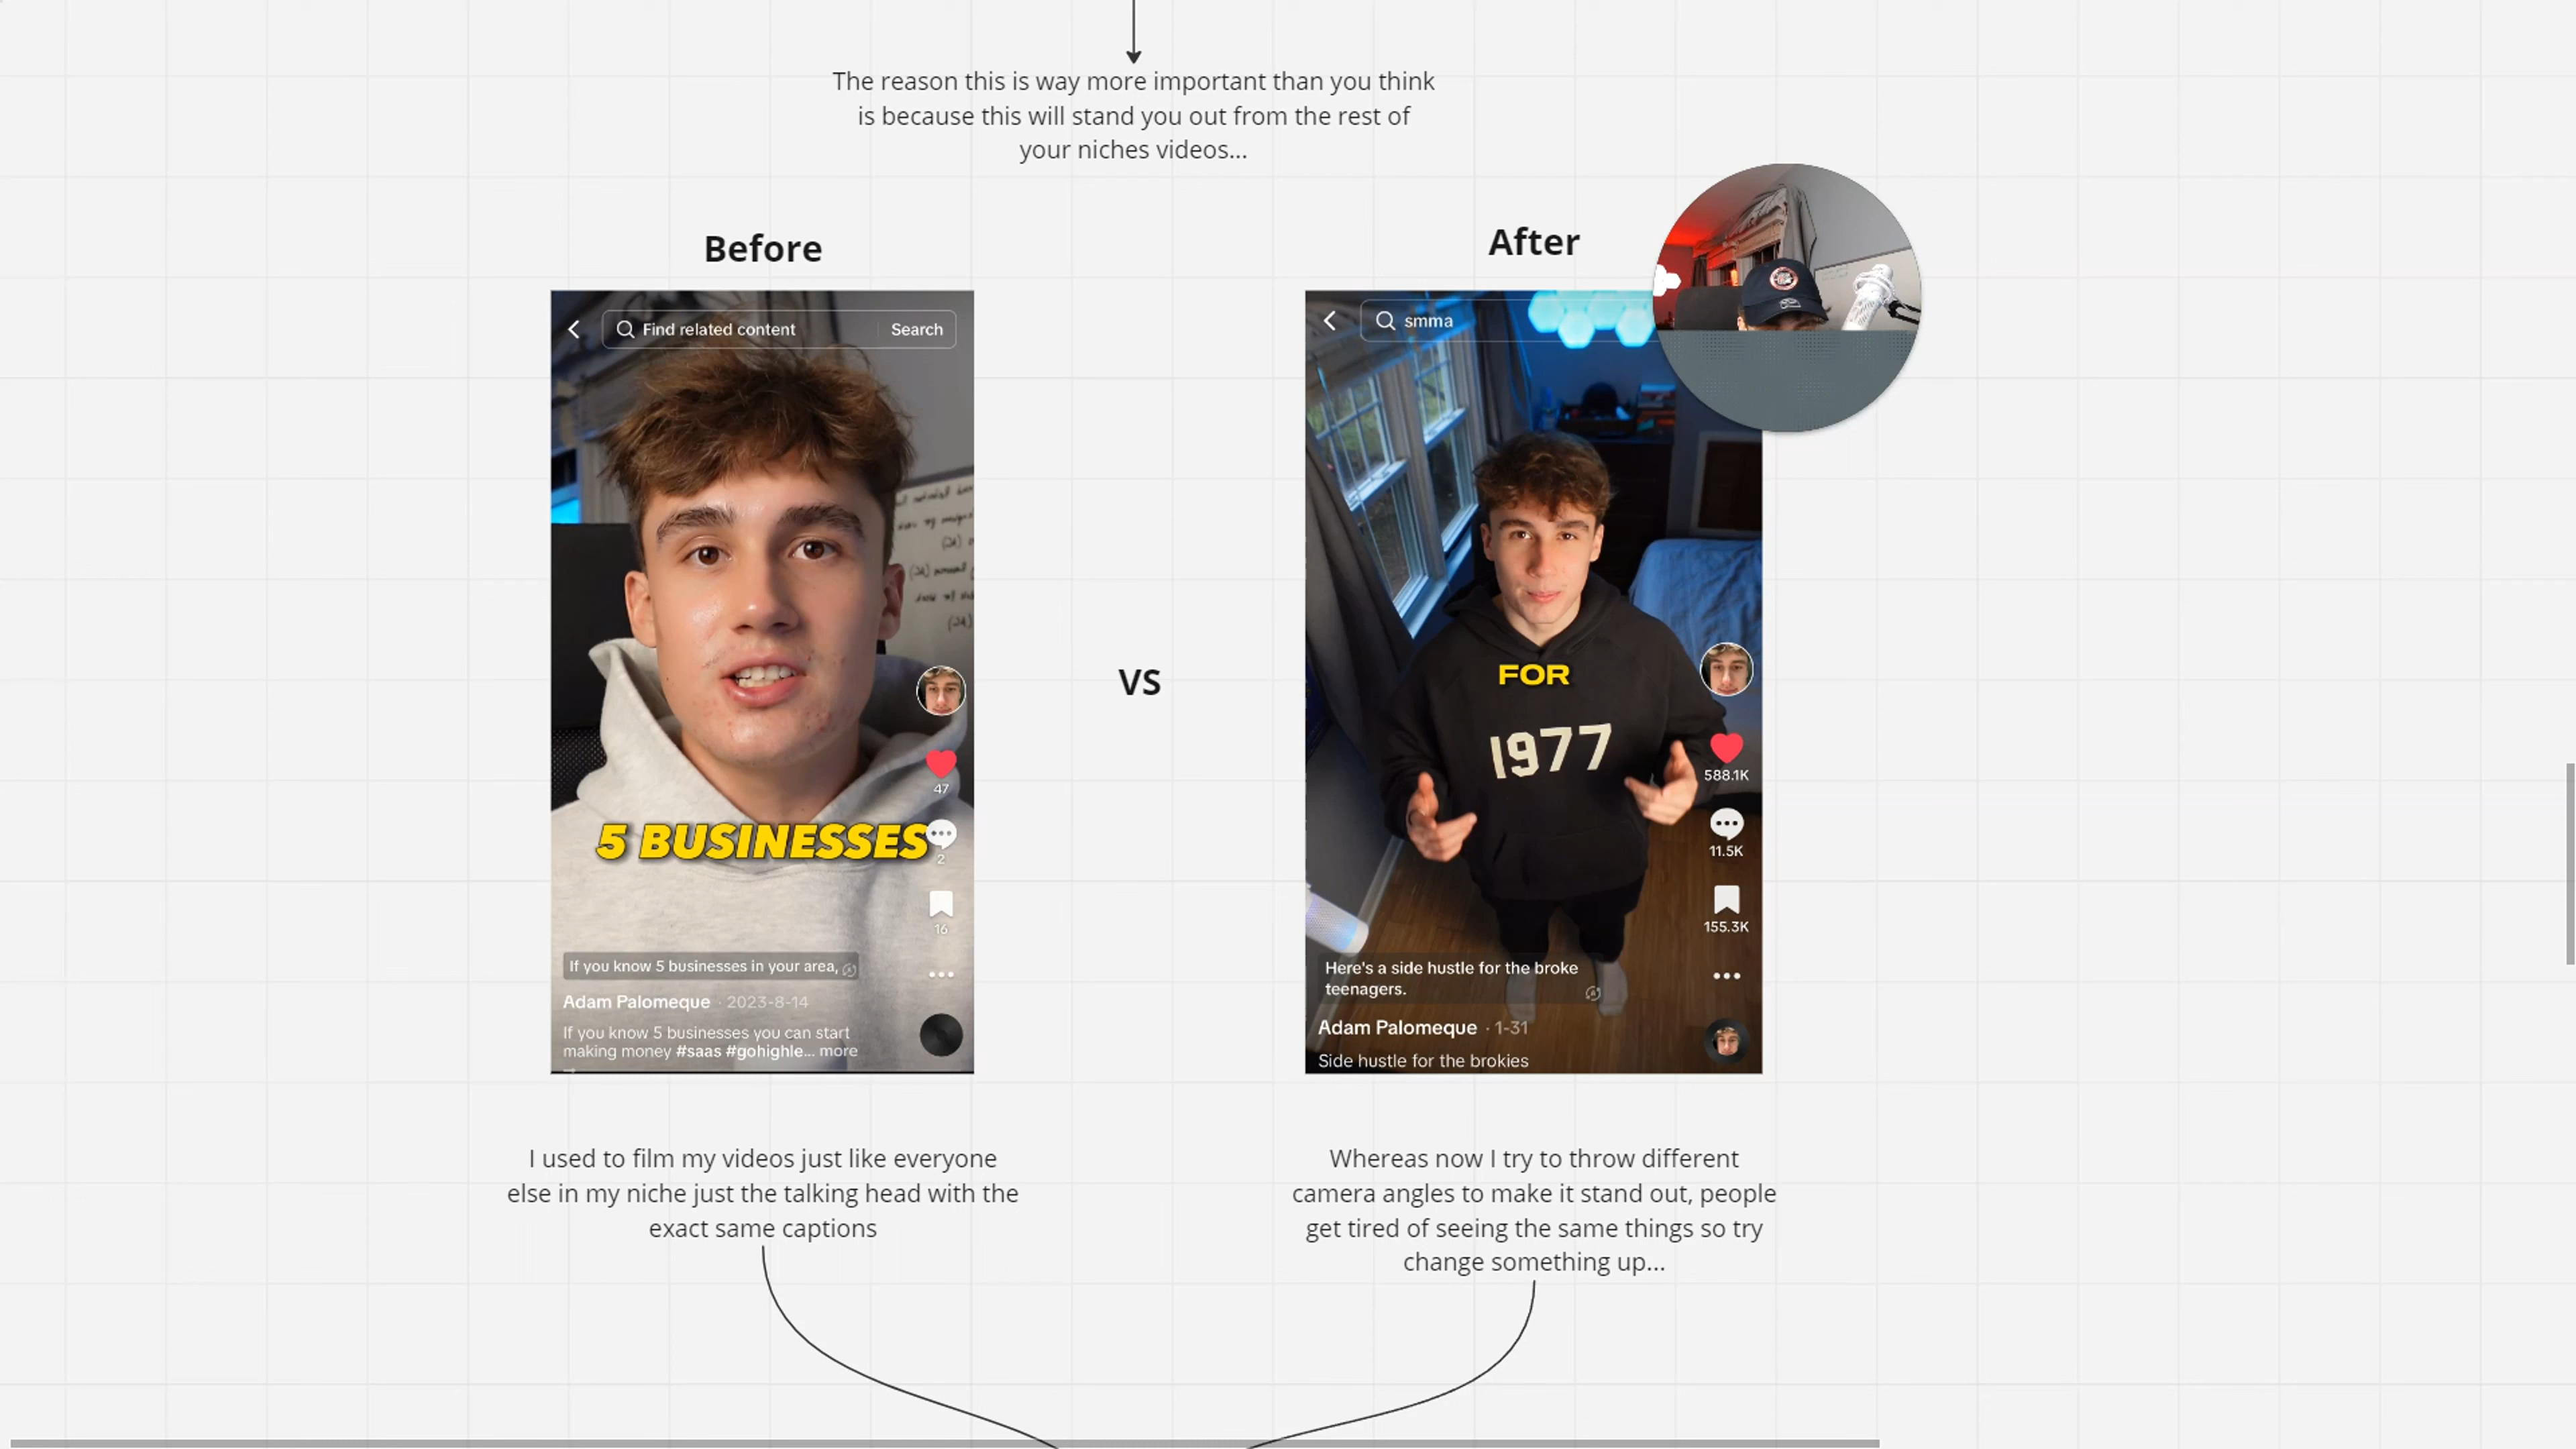 The reason this is way more important than you think
is because this will stand you out from the rest of
your niches videos...
Before
After
Find related content
Search
smma
5 BUSINESSES
47
2
16
If you know 5 businesses in your area,
Adam Palomeque · 2023-8-14
If you know 5 businesses you can start
making money #saas #gohighle... more
VS
FOR
1977
588.1K
11.5K
155.3K
Here's a side hustle for the broke
teenagers.
Adam Palomeque · 1-31
Side hustle for the brokies
I used to film my videos just like everyone
else in my niche just the talking head with the
exact same captions
Whereas now I try to throw different
camera angles to make it stand out, people
get tired of seeing the same things so try
change something up...